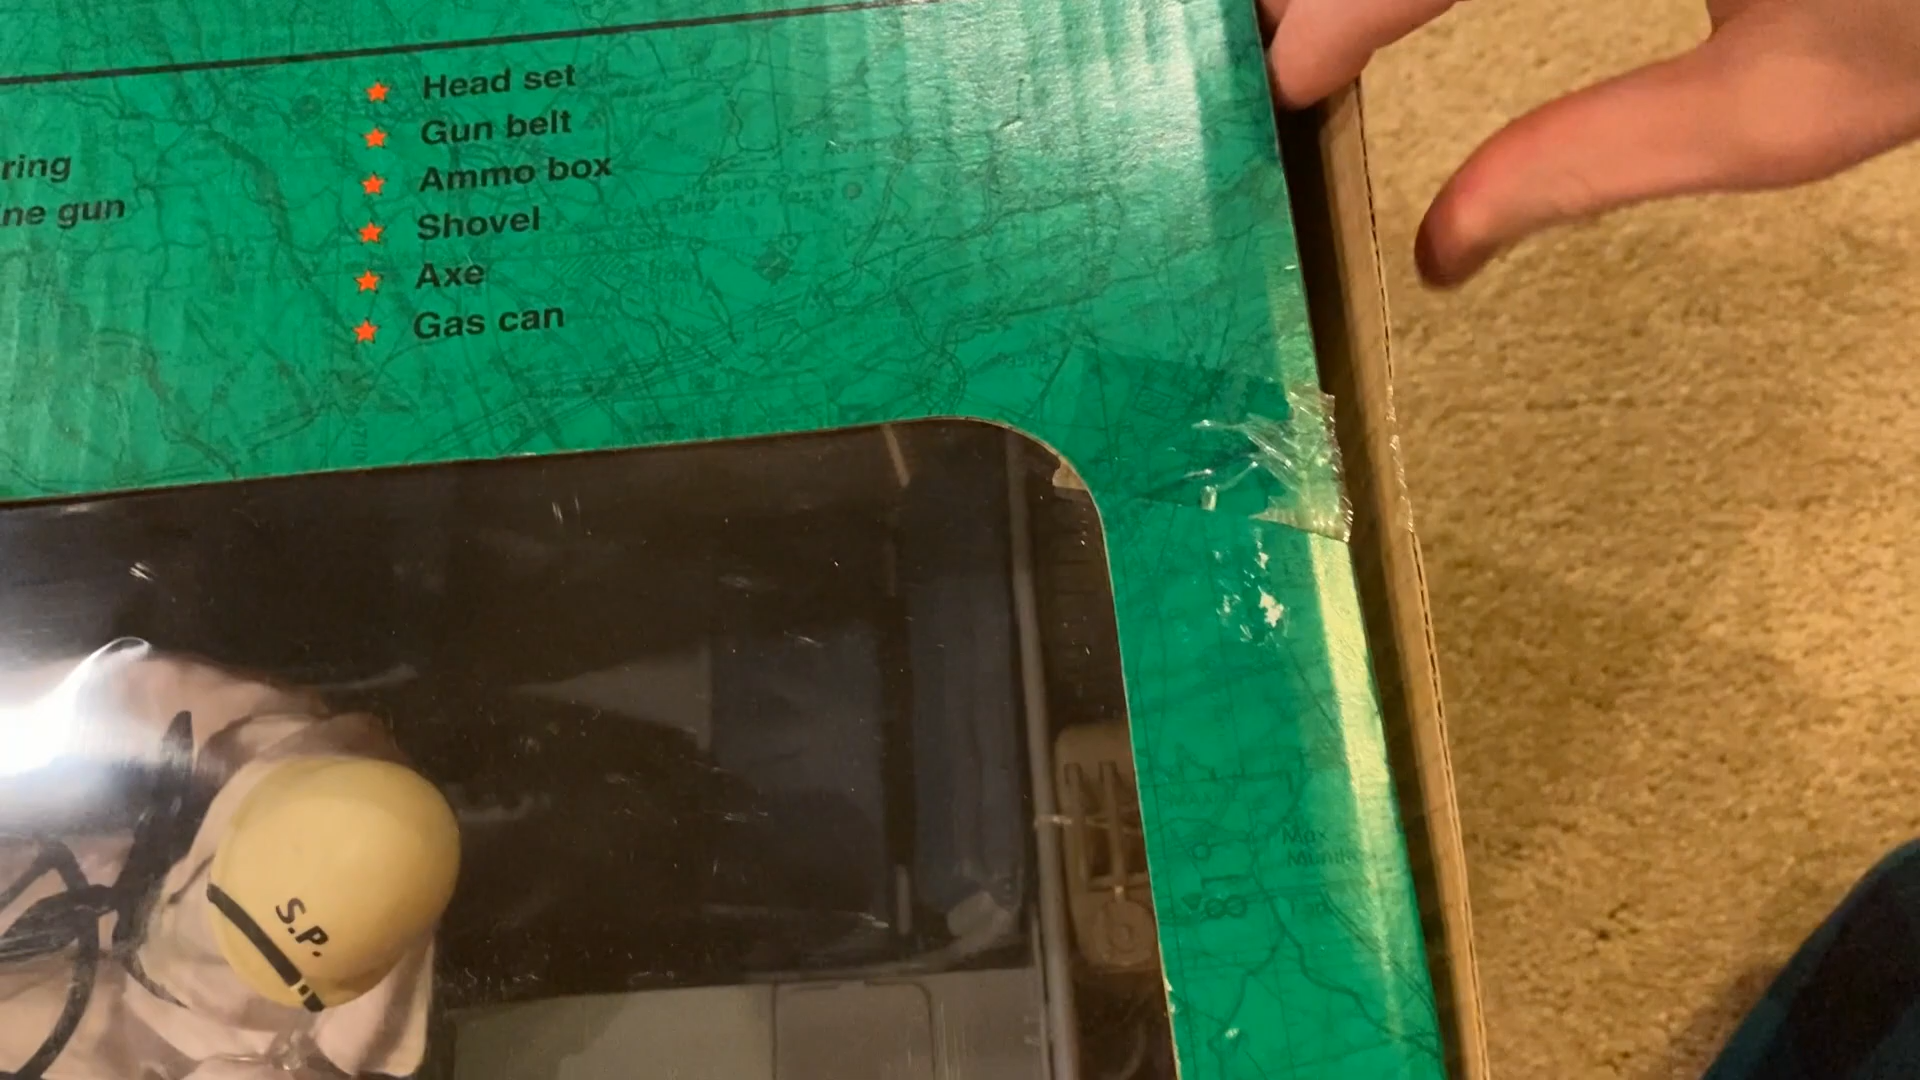 Head set
Gun belt
ring
Ammo box
ne gun
Shovel
Axe
Gas can
S.P.